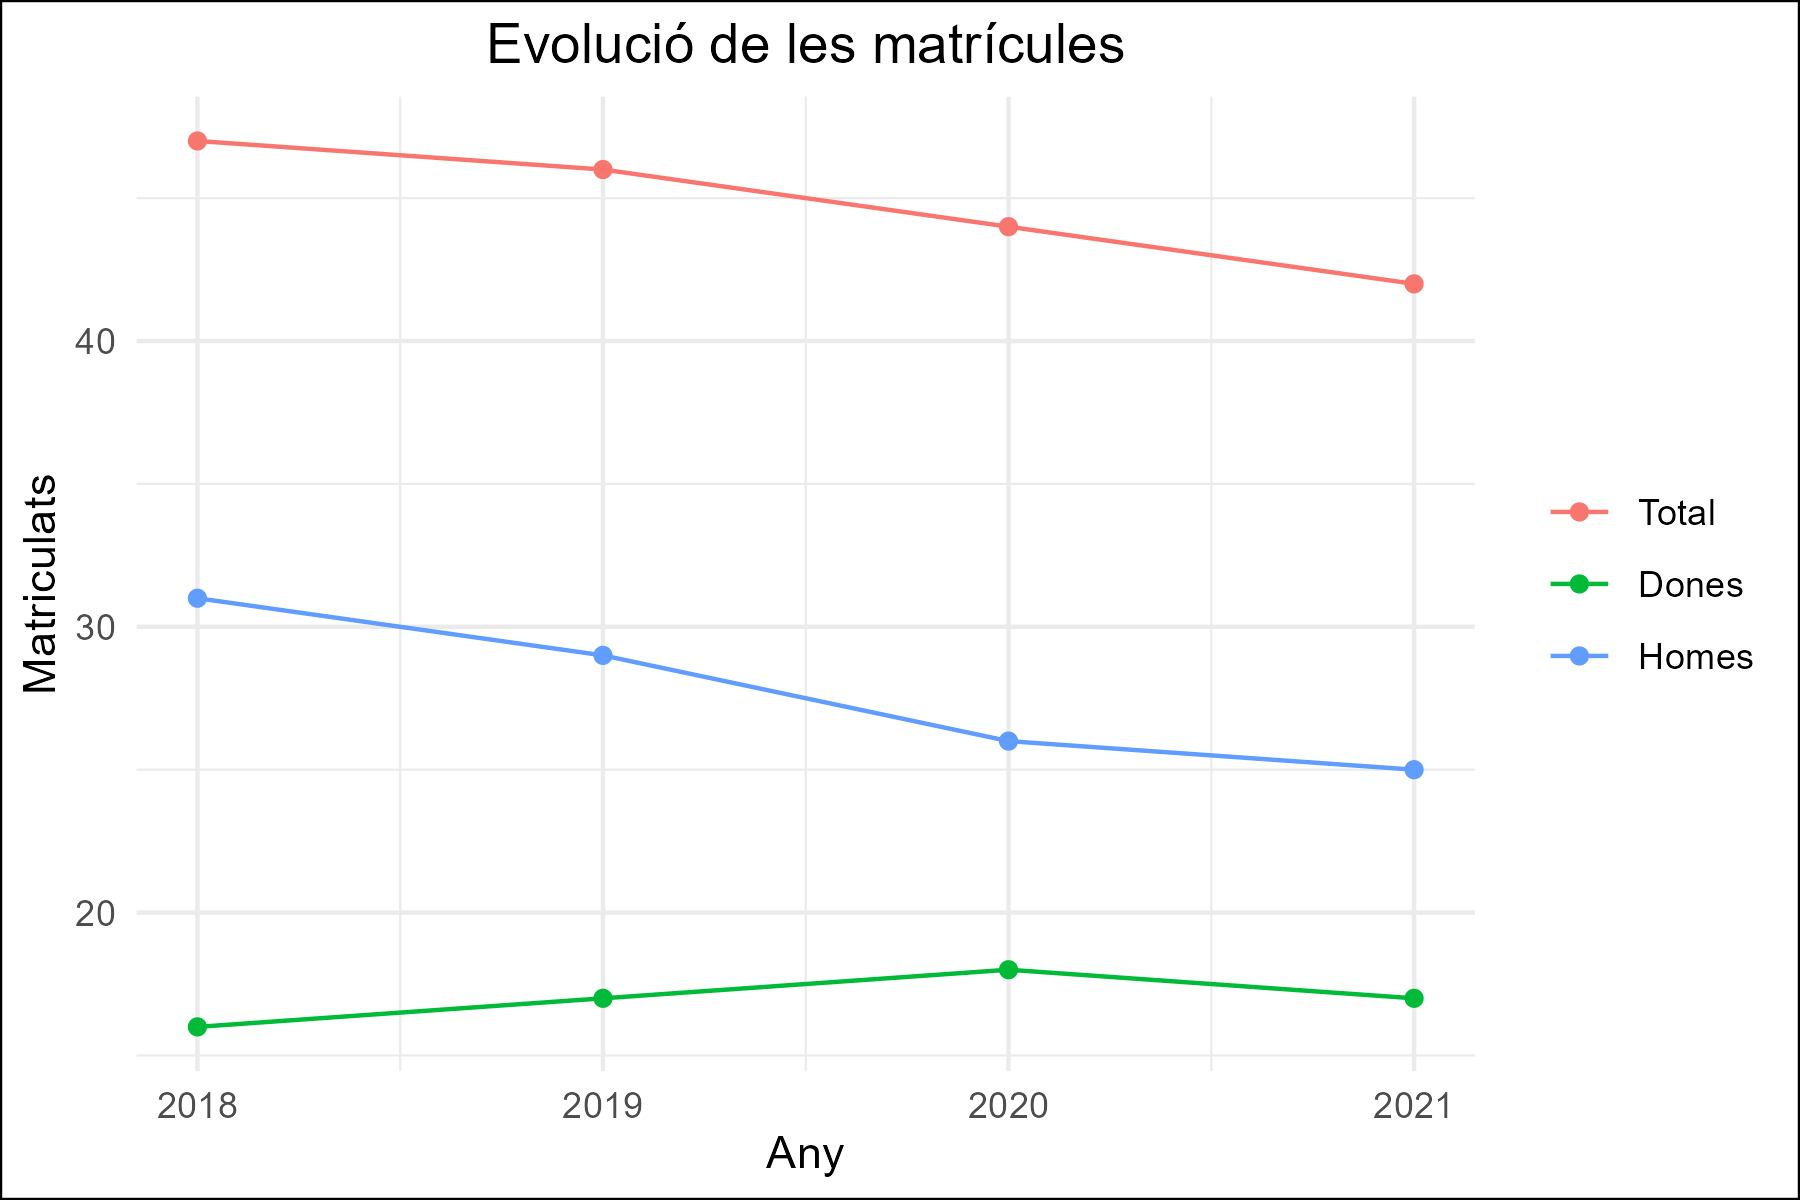 Evolució de les matrícules
Matriculats
40
30
20
2018 2019 2020 2021
Any
Total
Dones
Homes